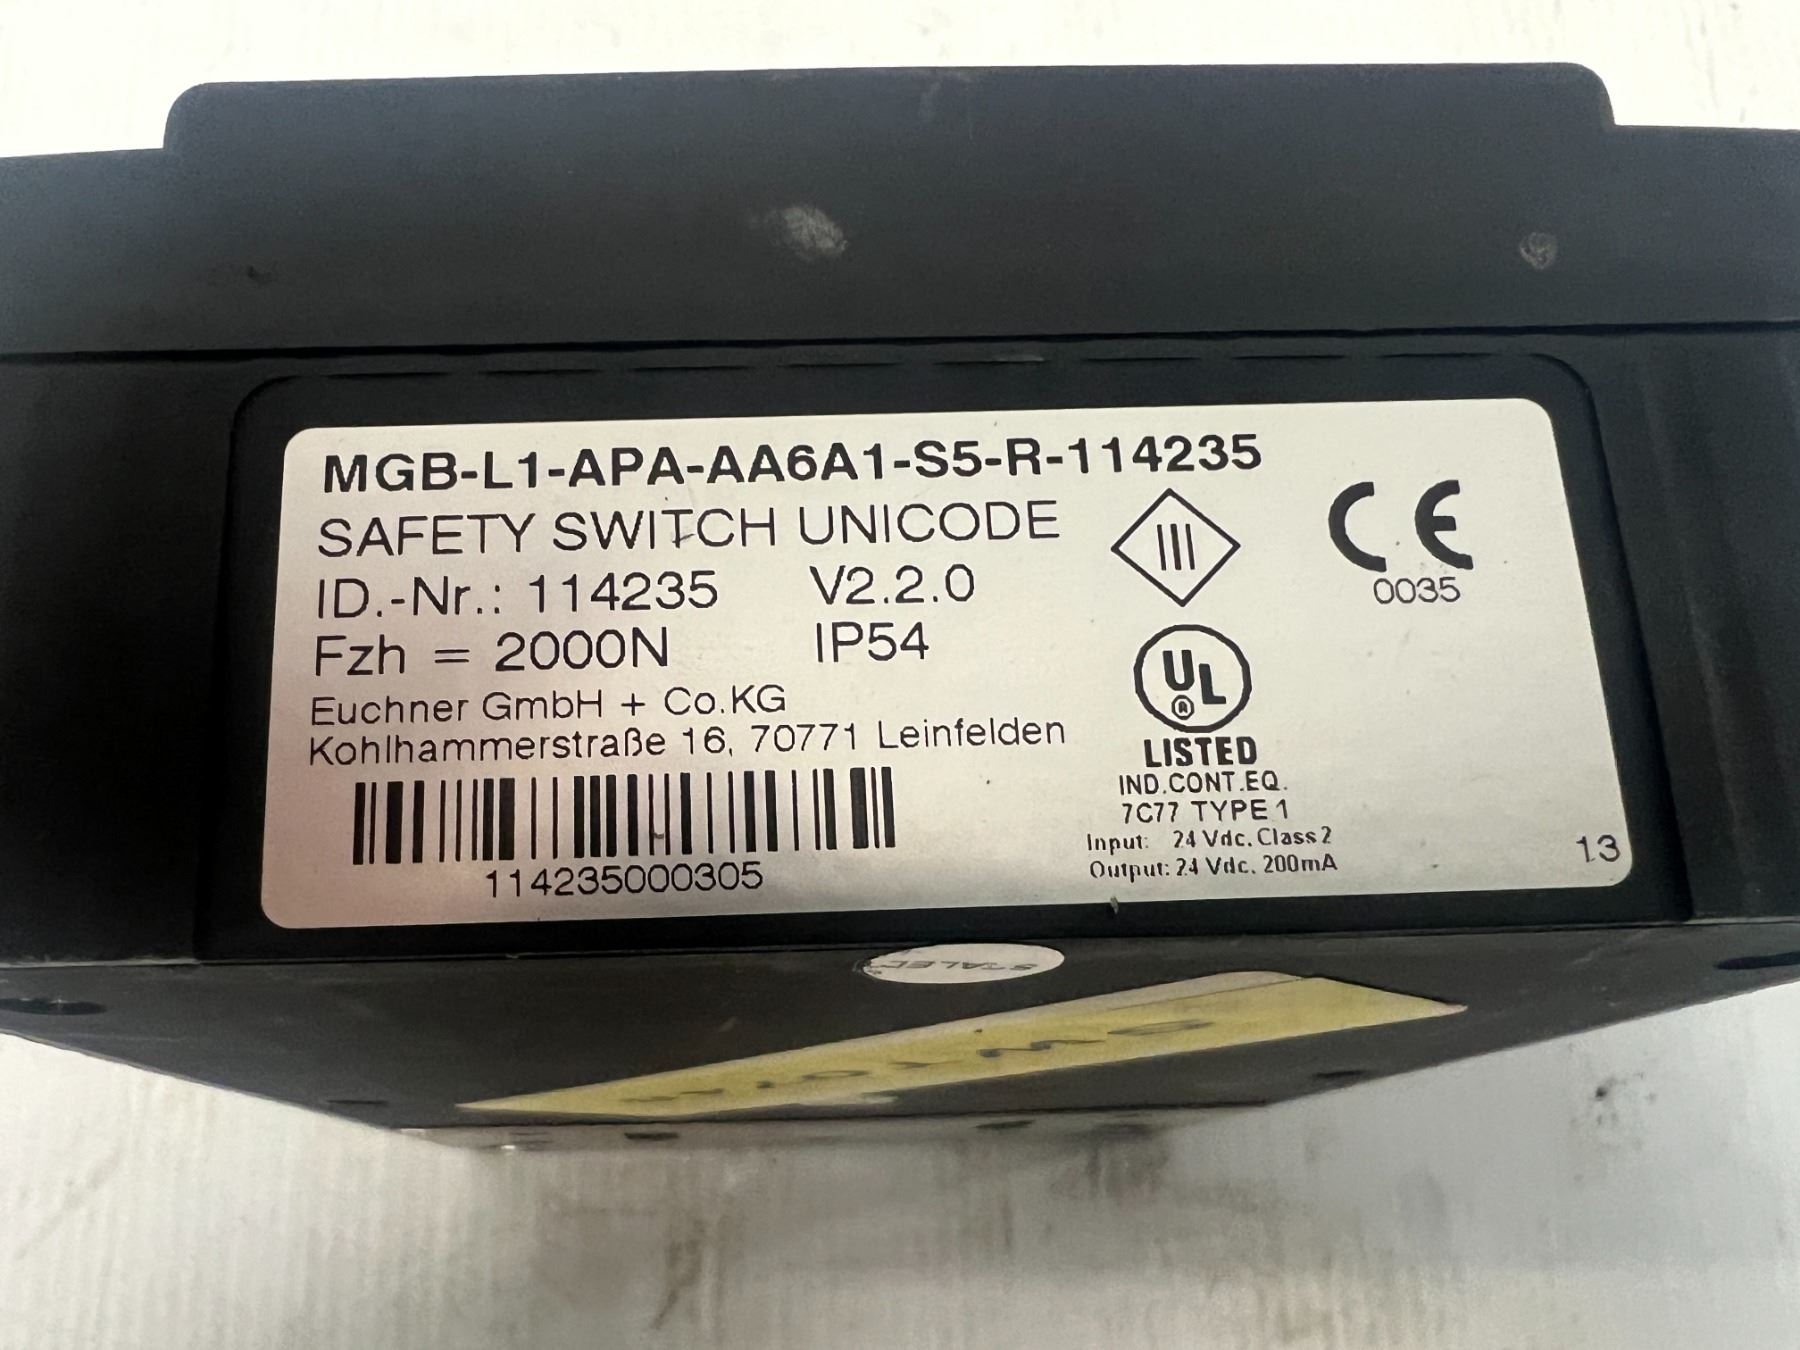 MGB-L1-APA-AA6A1-S5-R-114235
SAFETY SWITCH UNICODE
ID.-Nr.: 114235 V2.2.0
Fzh = 2000N IP54
Euchner GmbH + Co.KG
Kohlhammerstraße 16, 70771 Leinfelden
114235000305
III
CE
0035
UL
®
LISTED
IND.CONT.EQ.
7C77 TYPE 1
Input: 24 Vdc. Class 2
Output: 24 Vdc. 200mA
13